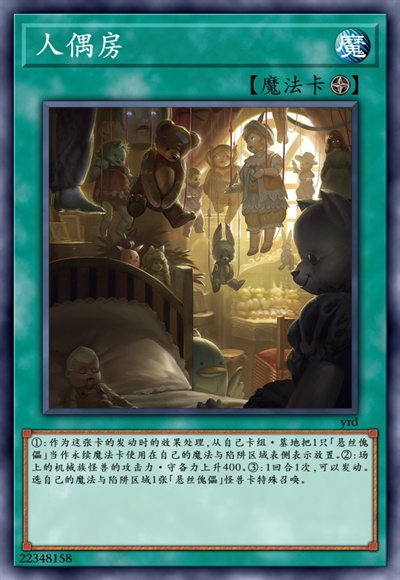 人偶房
魔
【魔法卡】
yrd
①:作为这张卡的发动时的效果处理,从自己卡组·墓地把1只「悬丝傀
儡」当作永续魔法卡使用在自己的魔法与陷阱区域表侧表示放置。②:场
上的机械族怪兽的攻击力·守备力上升400。③:1回合1次,可以发动。
选自己的魔法与陷阱区域1张「悬丝傀儡」怪兽卡特殊召唤。
22348158